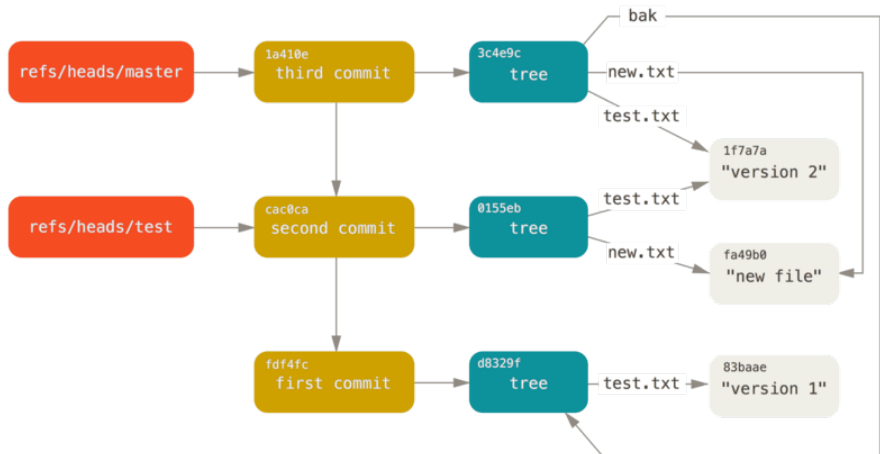 bak
1a410e
3c4e9c
refs/heads/master
third commit
tree
new.txt
test.txt
1f7a7a
"version 2"
cac0ca
0155eb
test.txt
refs/heads/test
second commit
tree
new.txt
fa49b0
"new file"
fdf4fc
d8329f
83baae
first commit
tree
test.txt
"version 1"